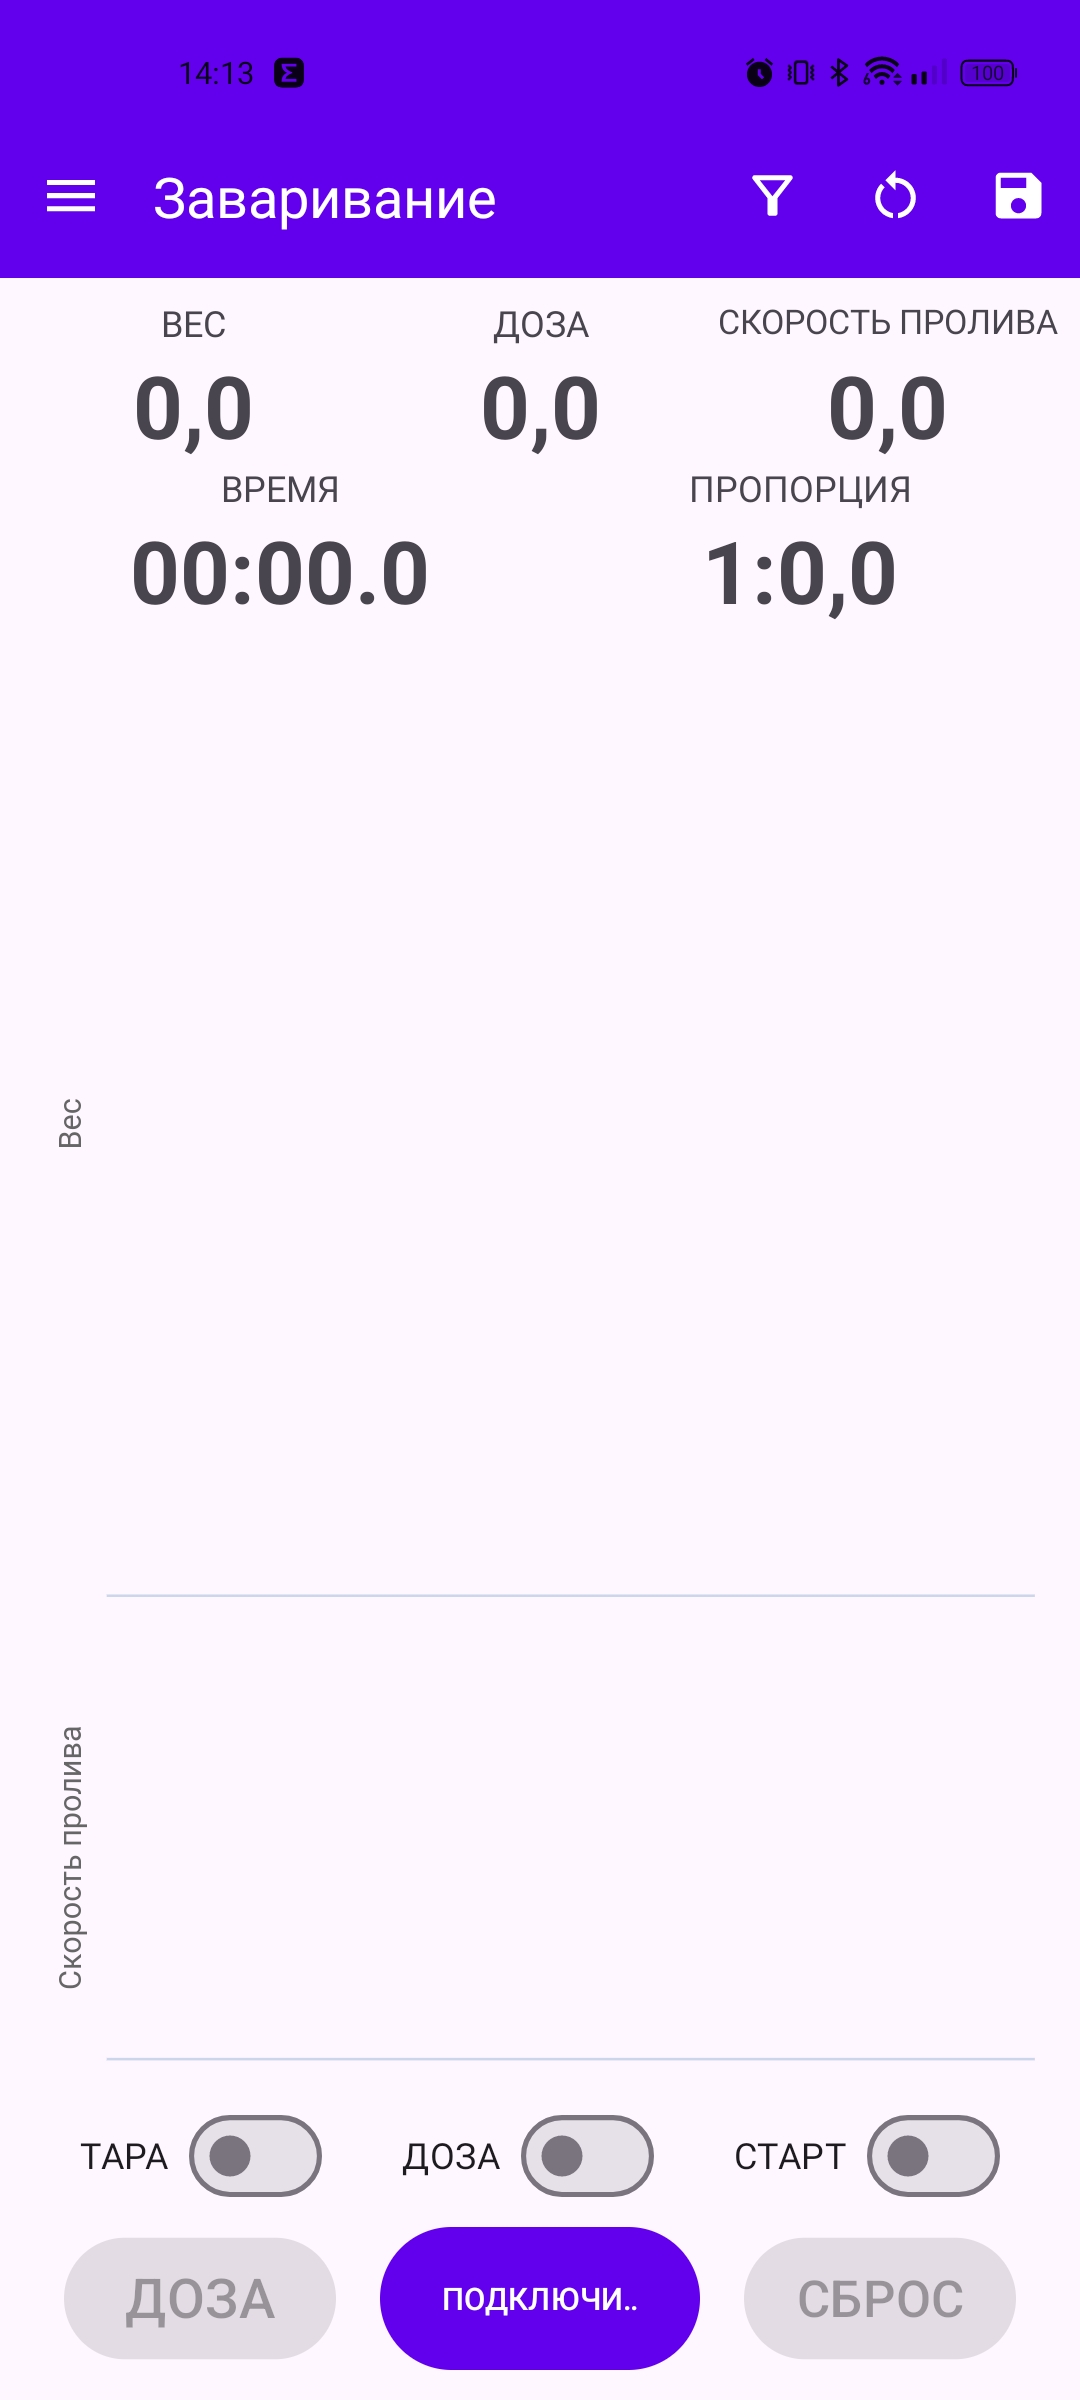 14:13
100
Заваривание
ВЕС
ДОЗА
СКОРОСТЬ ПРОЛИВА
0,0
0,0
0,0
ВРЕМЯ
ПРОПОРЦИЯ
00:00.0
1:0,0
Вес
Скорость пролива
ТАРА
ДОЗА
СТАРТ
ДОЗА
ПОДКЛЮЧИ..
СБРОС